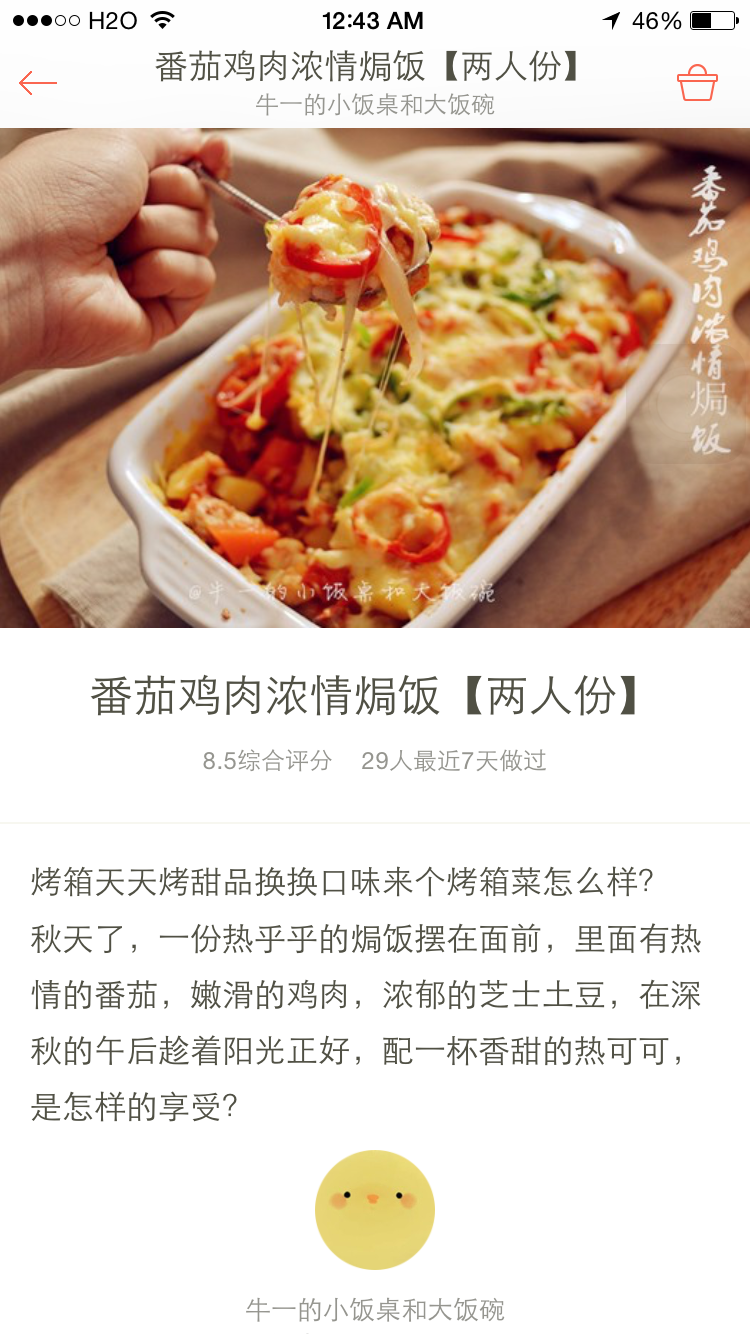 H2O 12:43 AM 46%
番茄鸡肉浓情焗饭【两人份】
牛一的小饭桌和大饭碗
番茄鸡肉浓情焗饭
@牛一的小饭桌和大饭碗
番茄鸡肉浓情焗饭【两人份】
8.5综合评分 29人最近7天做过
烤箱天天烤甜品换换口味来个烤箱菜怎么样？
秋天了，一份热乎乎的焗饭摆在面前，里面有热
情的番茄，嫩滑的鸡肉，浓郁的芝士土豆，在深
秋的午后趁着阳光正好，配一杯香甜的热可可，
是怎样的享受？
牛一的小饭桌和大饭碗